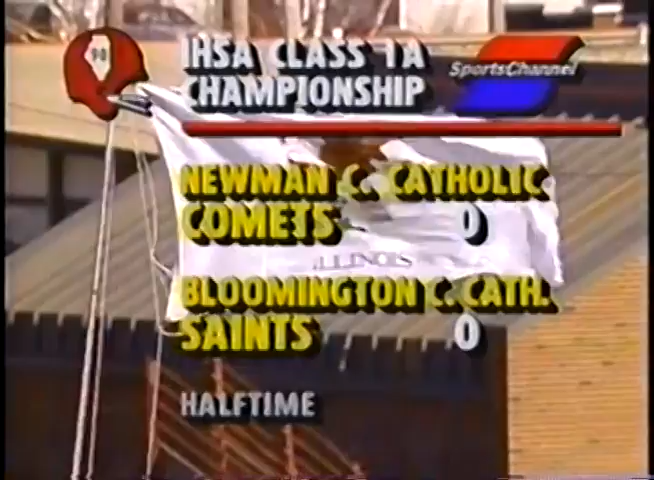 90
IHSA CLASS 1A
CHAMPIONSHIP
SportsChannel
NEWMAN C. CATHOLIC
COMETS 0
ILLINOIS
BLOOMINGTON C. CATH.
SAINTS 0
HALFTIME